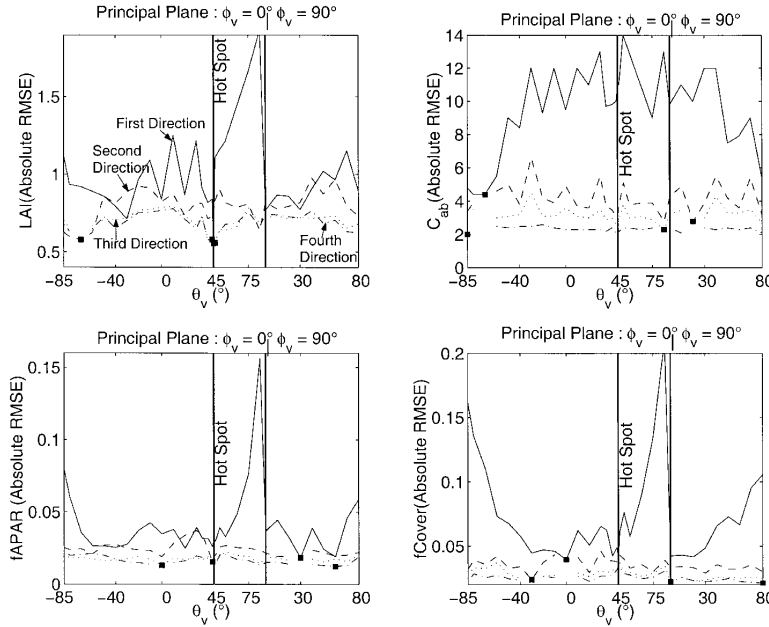 Principal Plane : ϕv = 0° ϕv = 90°
LAI(Absolute RMSE)
1.5
1
0.5
First Direction
Second
Direction
Third Direction
Fourth
Direction
Hot Spot
-85 -40 0 45 75 30 80
θv (°)
Principal Plane : ϕv = 0° ϕv = 90°
Cab(Absolute RMSE)
14
12
10
8
6
4
2
0
Hot Spot
-85 -40 0 45 75 30 80
θv (°)
Principal Plane : ϕv = 0° ϕv = 90°
fAPAR (Absolute RMSE)
0.15
0.1
0.05
0
Hot Spot
-85 -40 0 45 75 30 80
θv (°)
Principal Plane : ϕv = 0° ϕv = 90°
fCover(Absolute RMSE)
0.2
0.15
0.1
0.05
Hot Spot
-85 -40 0 45 75 30 80
θv (°)